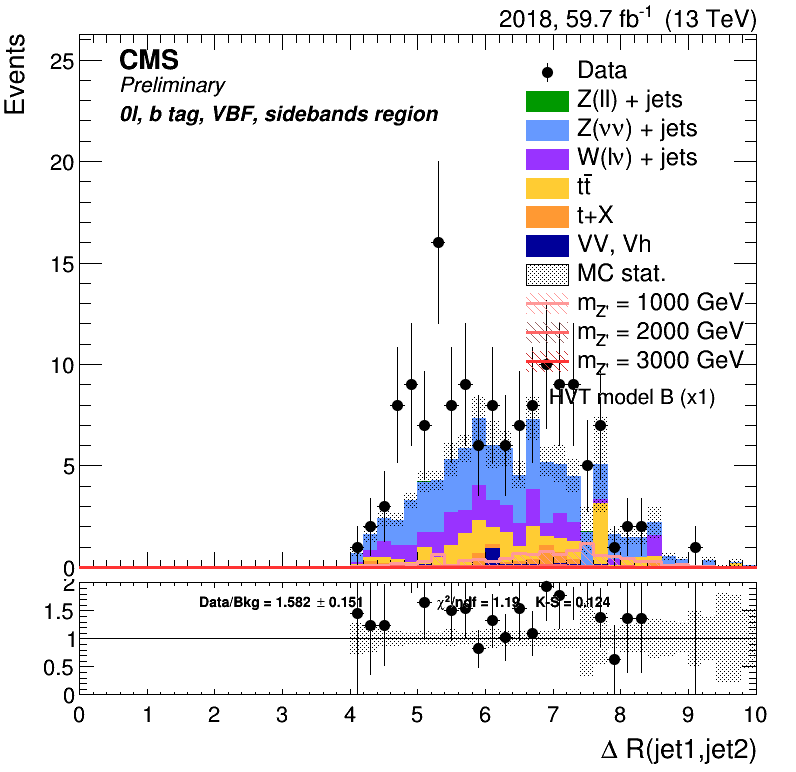 2018, 59.7 fb⁻¹ (13 TeV)
CMS
Preliminary
0l, b tag, VBF, sidebands region
Events
25
20
15
10
5
0
Data
Z(ll) + jets
Z(νν) + jets
W(lν) + jets
tt̄
t+X
VV, Vh
MC stat.
m_Z' = 1000 GeV
m_Z' = 2000 GeV
m_Z' = 3000 GeV
HVT model B (x1)
2
1.5
1
0.5
0
Data/Bkg = 1.582 ± 0.151 χ²/ndf = 1.19 K-S = 0.124
0 1 2 3 4 5 6 7 8 9 10
Δ R(jet1,jet2)